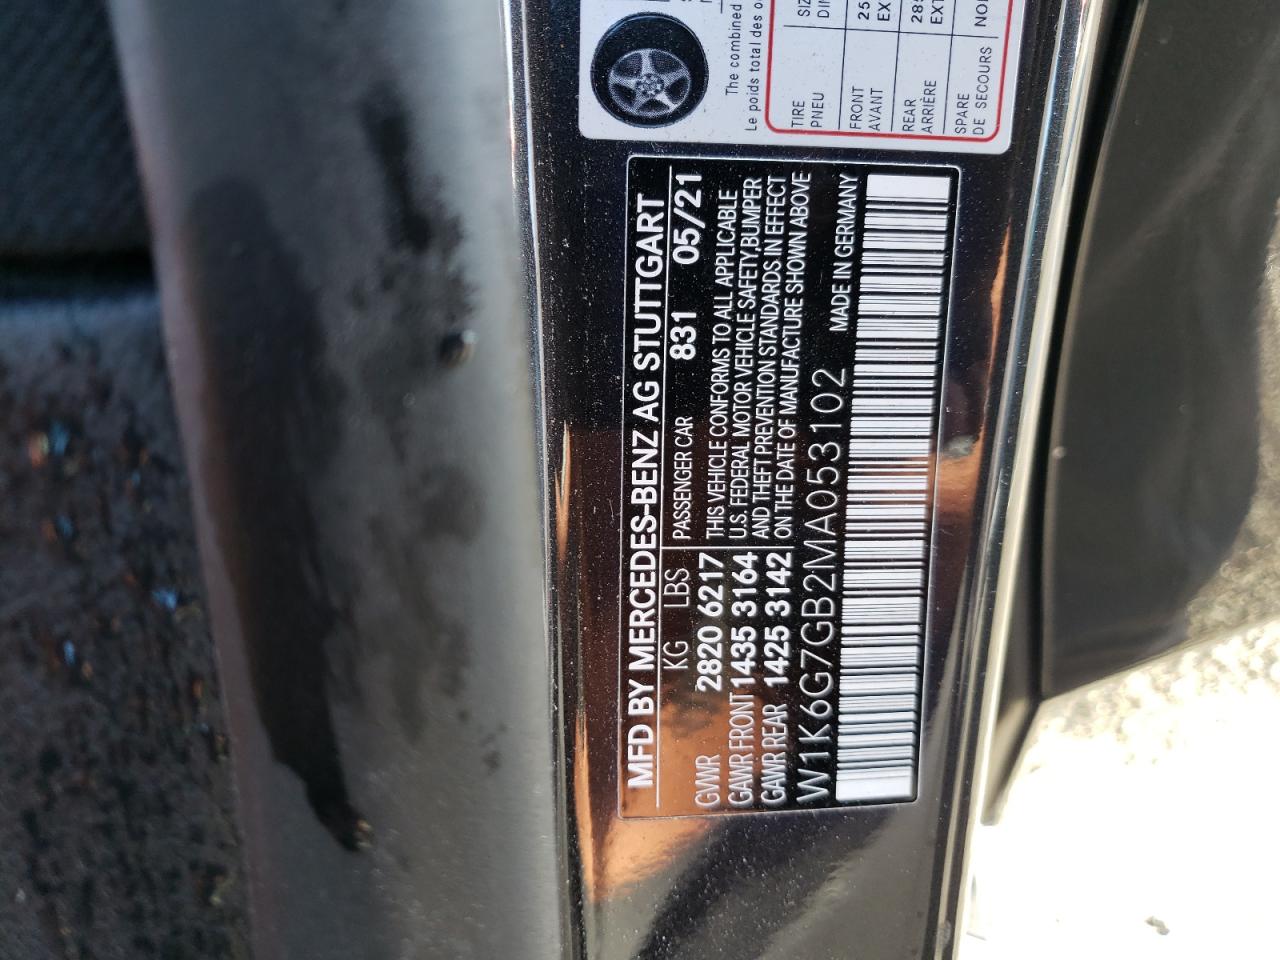 MFD BY MERCEDES-BENZ AG STUTTGART
KG LBS
PASSENGER CAR 831 05/21
GVWR 2820 6217
GAWR FRONT 1435 3164
GAWR REAR 1425 3142
THIS VEHICLE CONFORMS TO ALL APPLICABLE
U.S. FEDERAL MOTOR VEHICLE SAFETY,BUMPER
AND THEFT PREVENTION STANDARDS IN EFFECT
ON THE DATE OF MANUFACTURE SHOWN ABOVE
W1K6G7GB2MA053102 MADE IN GERMANY
The combined
Le poids total des
TIRE
PNEU
FRONT
AVANT
REAR
ARRIÈRE
SPARE
DE SECOURS